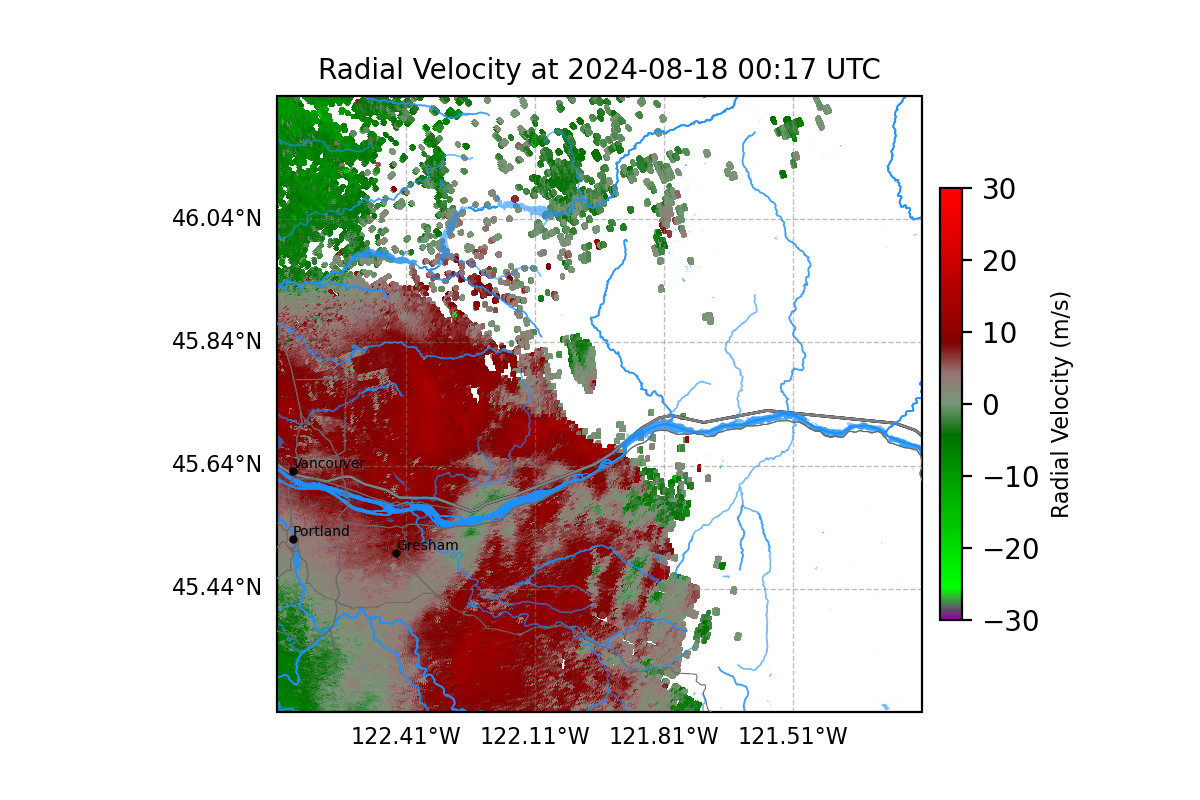 Radial Velocity at 2024-08-18 00:17 UTC
46.04°N
45.84°N
45.64°N
45.44°N
122.41°W
122.11°W
121.81°W
121.51°W
Vancouver
Portland
Gresham
30
20
10
0
−10
−20
−30
Radial Velocity (m/s)